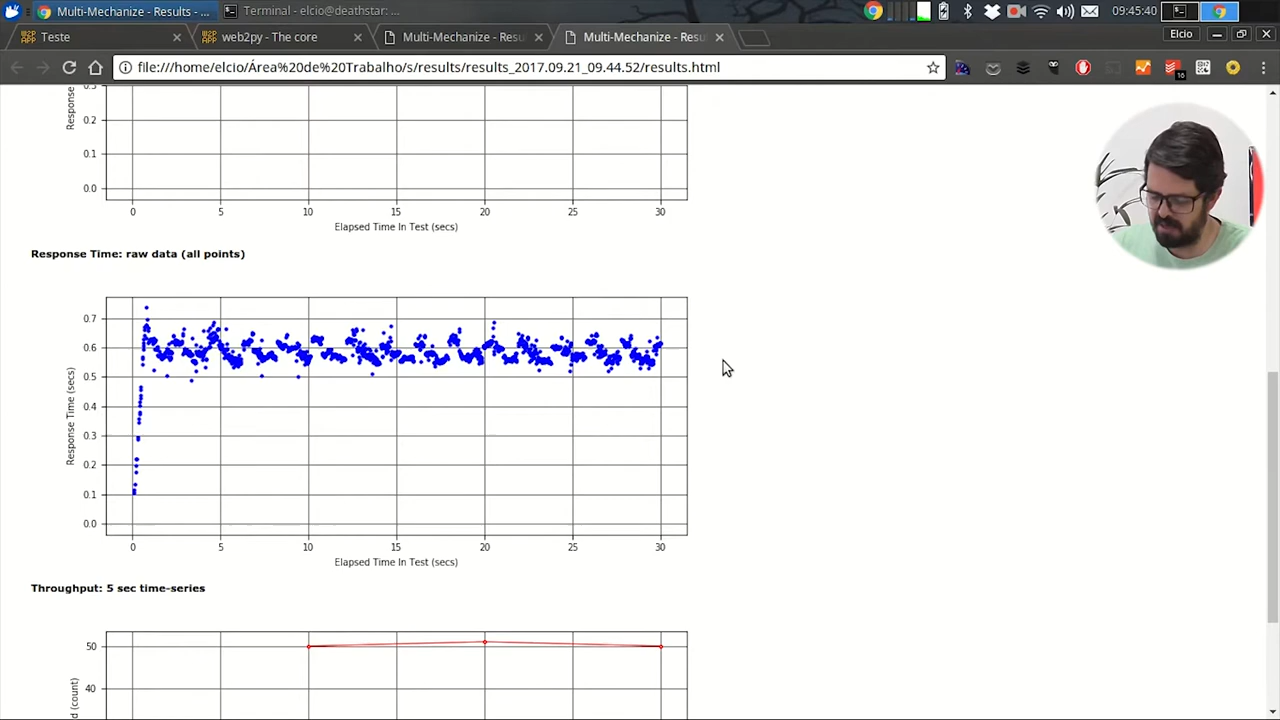 Multi-Mechanize - Results - ...
Terminal - elcio@deathstar: ...
09:45:40
Teste
web2py - The core
Multi-Mechanize - Resu
Multi-Mechanize - Resu
Elcio
file:///home/elcio/Área%20de%20Trabalho/s/results/results_2017.09.21_09.44.52/results.html
16
Response
0.3
0.2
0.1
0.0
0 5 10 15 20 25 30
Elapsed Time In Test (secs)
Response Time: raw data (all points)
Response Time (secs)
0.7
0.6
0.5
0.4
0.3
0.2
0.1
0.0
0 5 10 15 20 25 30
Elapsed Time In Test (secs)
Throughput: 5 sec time-series
50
40
(count)